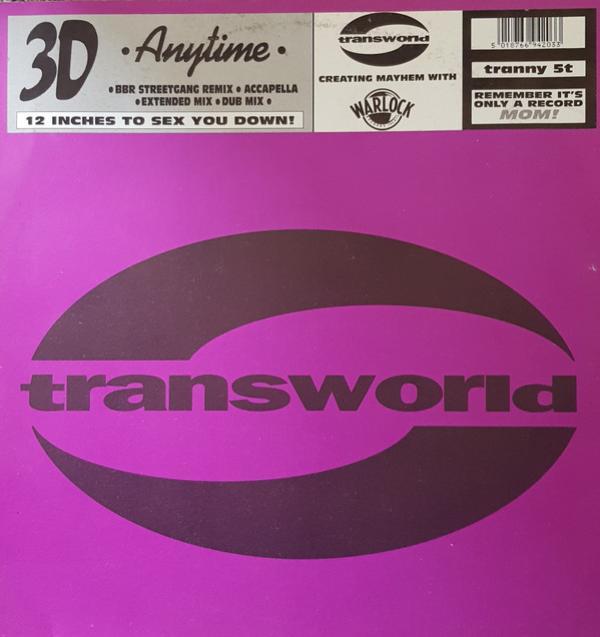 3D • Anytime •
• BBR STREETGANG REMIX • ACCAPELLA
• EXTENDED MIX • DUB MIX •
12 INCHES TO SEX YOU DOWN!
transworld
CREATING MAYHEM WITH
WARLOCK
5 018766 942033
tranny 5t
REMEMBER IT'S
ONLY A RECORD
MOM!
transworld